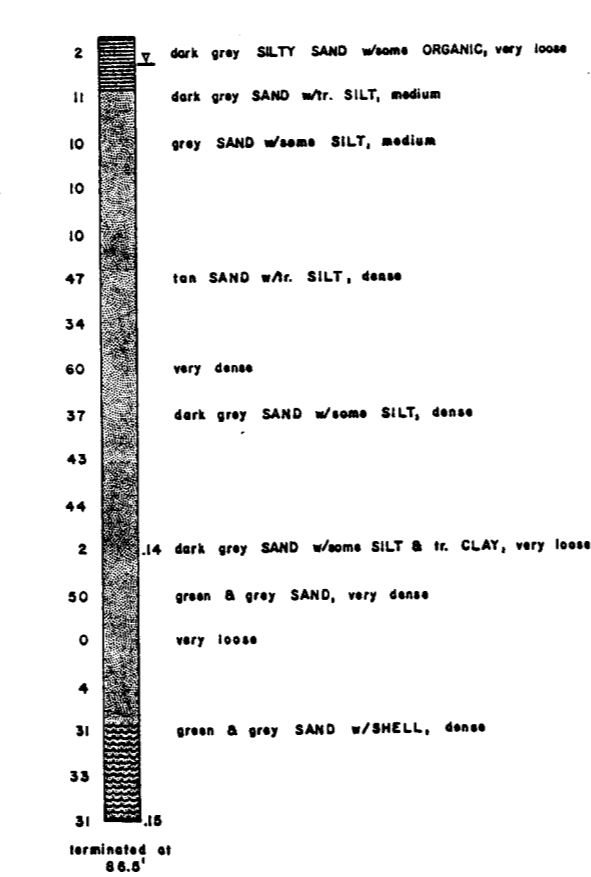 2 ∇ dark grey SILTY SAND w/some ORGANIC, very loose
11 dark grey SAND w/tr. SILT, medium
10 grey SAND w/some SILT, medium
10
10
47 tan SAND w/tr. SILT, dense
34
60 very dense
37 dark grey SAND w/some SILT, dense
43
44
2 .14 dark grey SAND w/some SILT & tr. CLAY, very loose
50 green & grey SAND, very dense
0 very loose
4
31 green & grey SAND w/SHELL, dense
33
31 .15
terminated at
86.5'